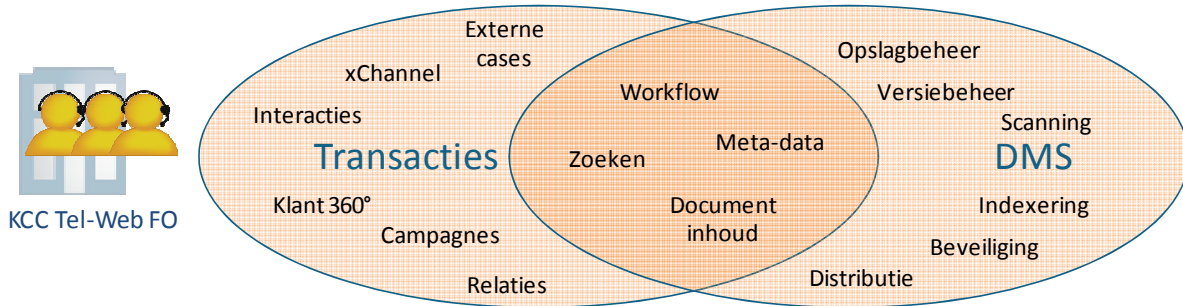 Externe
cases
xChannel
Interacties
Transacties
Klant 360°
Campagnes
Relaties
KCC Tel-Web FO
Workflow
Meta-data
Zoeken
Document
inhoud
Opslagbeheer
Versiebeheer
Scanning
DMS
Indexering
Beveiliging
Distributie